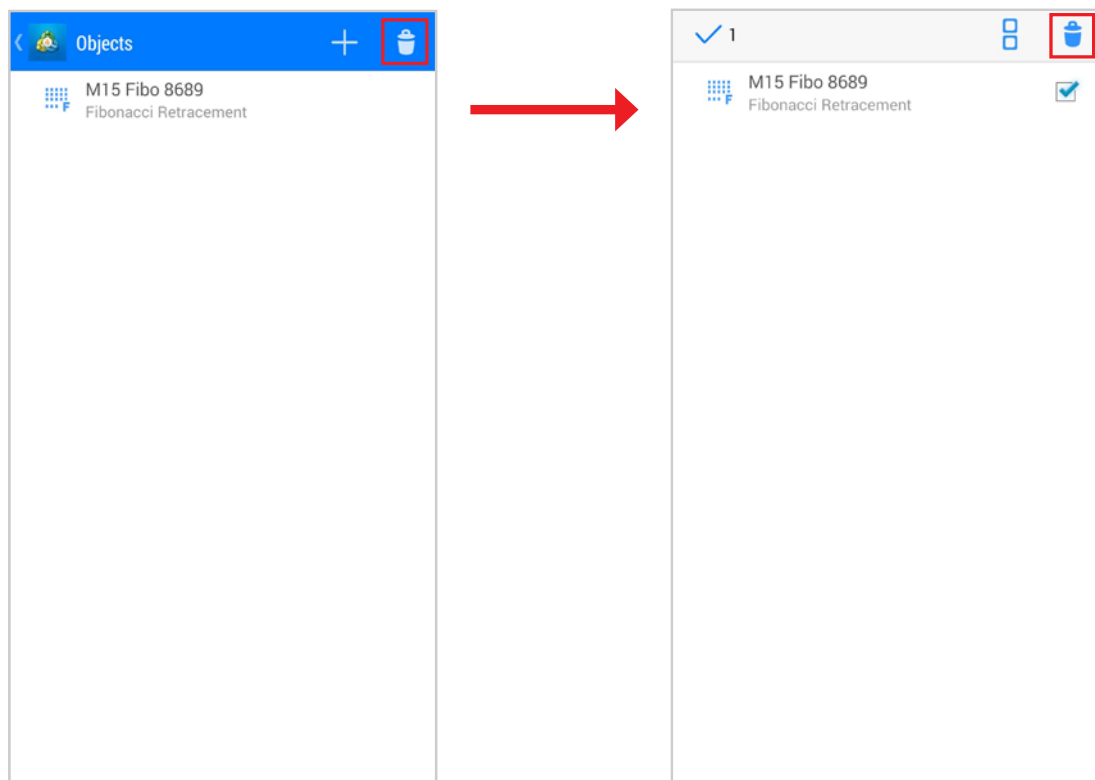 Objects
M15 Fibo 8689
F
Fibonacci Retracement
1
M15 Fibo 8689
F
Fibonacci Retracement